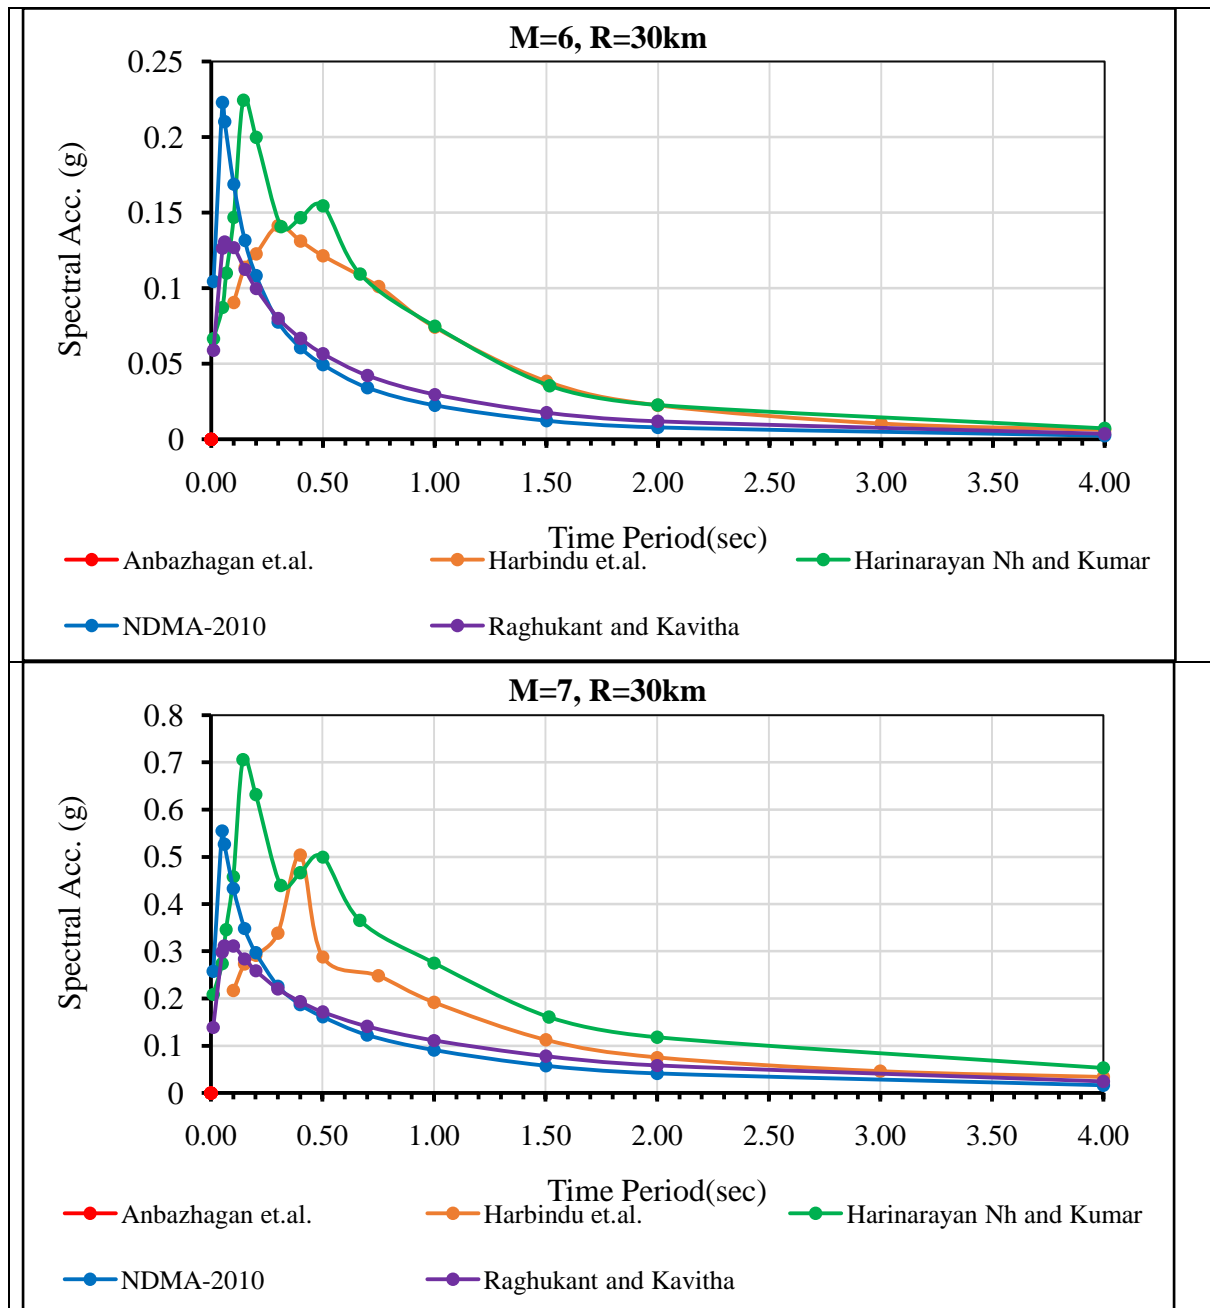 M=6, R=30km
0.25
0.2
0.15
0.1
0.05
0
Spectral Acc. (g)
0.00 0.50 1.00 1.50 2.00 2.50 3.00 3.50 4.00
Time Period(sec)
Anbazhagan et.al. Harbindu et.al. Harinarayan Nh and Kumar
NDMA-2010 Raghukant and Kavitha
M=7, R=30km
0.8
0.7
0.6
0.5
0.4
0.3
0.2
0.1
0
Spectral Acc. (g)
0.00 0.50 1.00 1.50 2.00 2.50 3.00 3.50 4.00
Time Period(sec)
Anbazhagan et.al. Harbindu et.al. Harinarayan Nh and Kumar
NDMA-2010 Raghukant and Kavitha